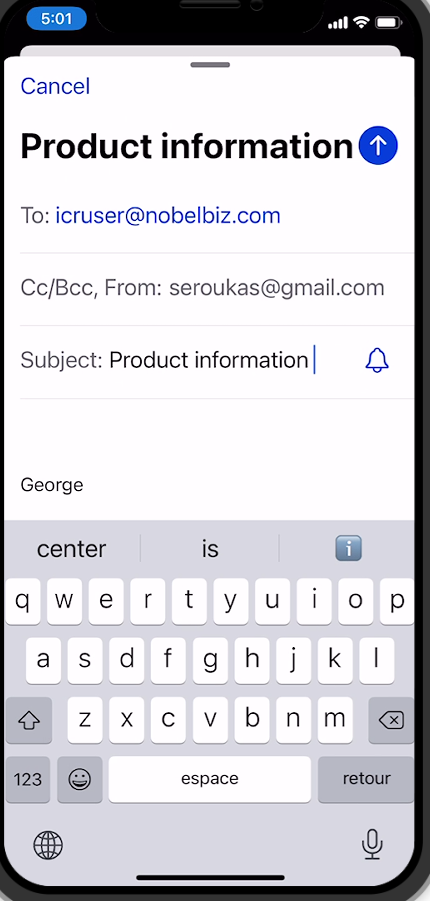 5:01
Cancel
Product information
To: icruser@nobelbiz.com
Cc/Bcc, From: seroukas@gmail.com
Subject: Product information
George
center is i
q w e r t y u i o p
a s d f g h j k l
z x c v b n m
123 espace retour